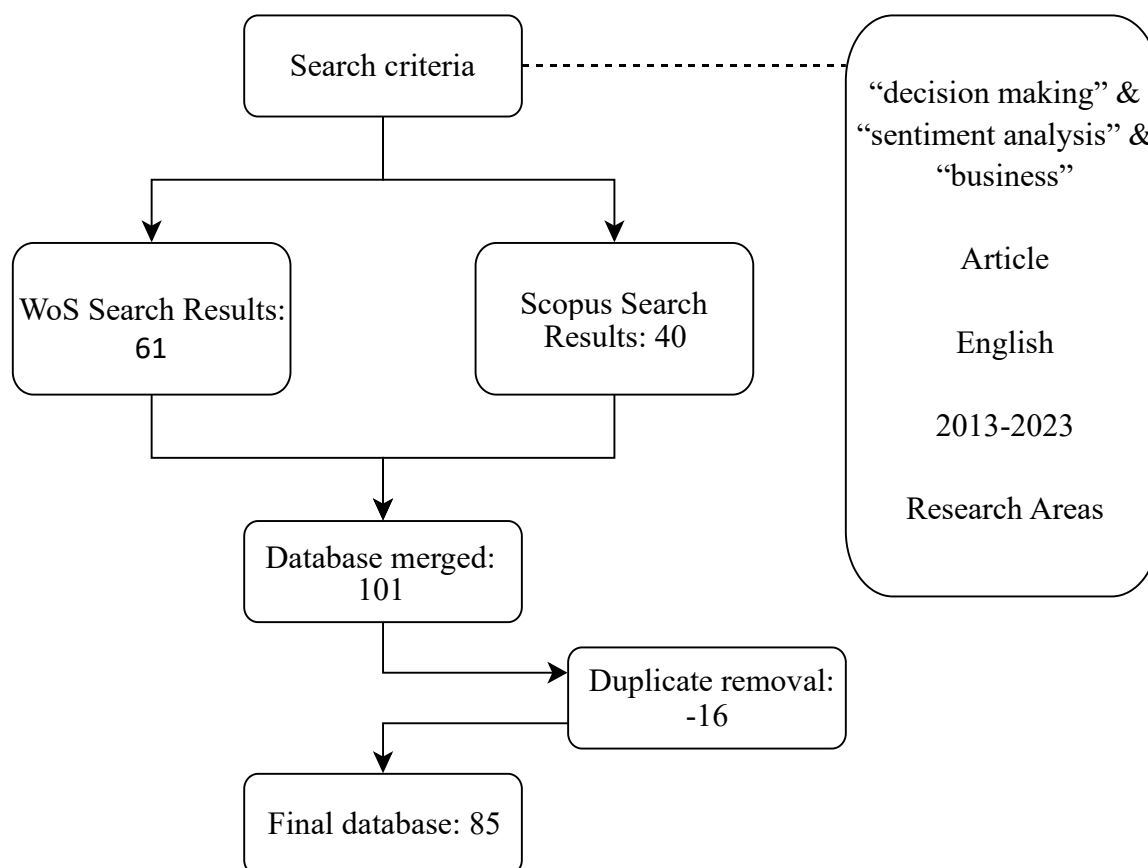 Search criteria
“decision making” &
“sentiment analysis” &
“business”
Article
English
2013-2023
Research Areas
WoS Search Results:
61
Scopus Search
Results: 40
Database merged:
101
Duplicate removal:
-16
Final database: 85